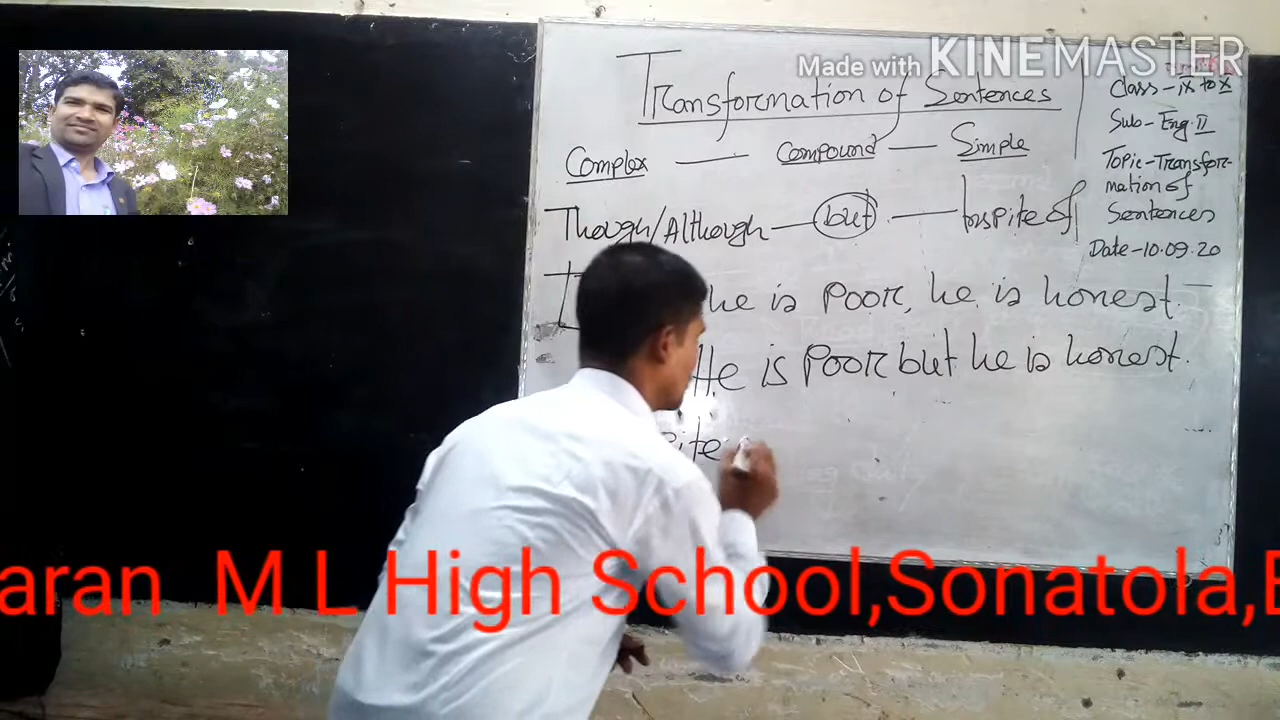 Made with KINEMASTER
Transformation of Sentences
Complex — Compound — Simple
Though/Although — but — Inspite of
he is poor, he is honest.
He is poor but he is honest.
pite
Class - IX to X
Sub - Eng II
Topic - Transfor-
mation of
Sentences
Date - 10.09.20
aran M L High School,Sonatola,B